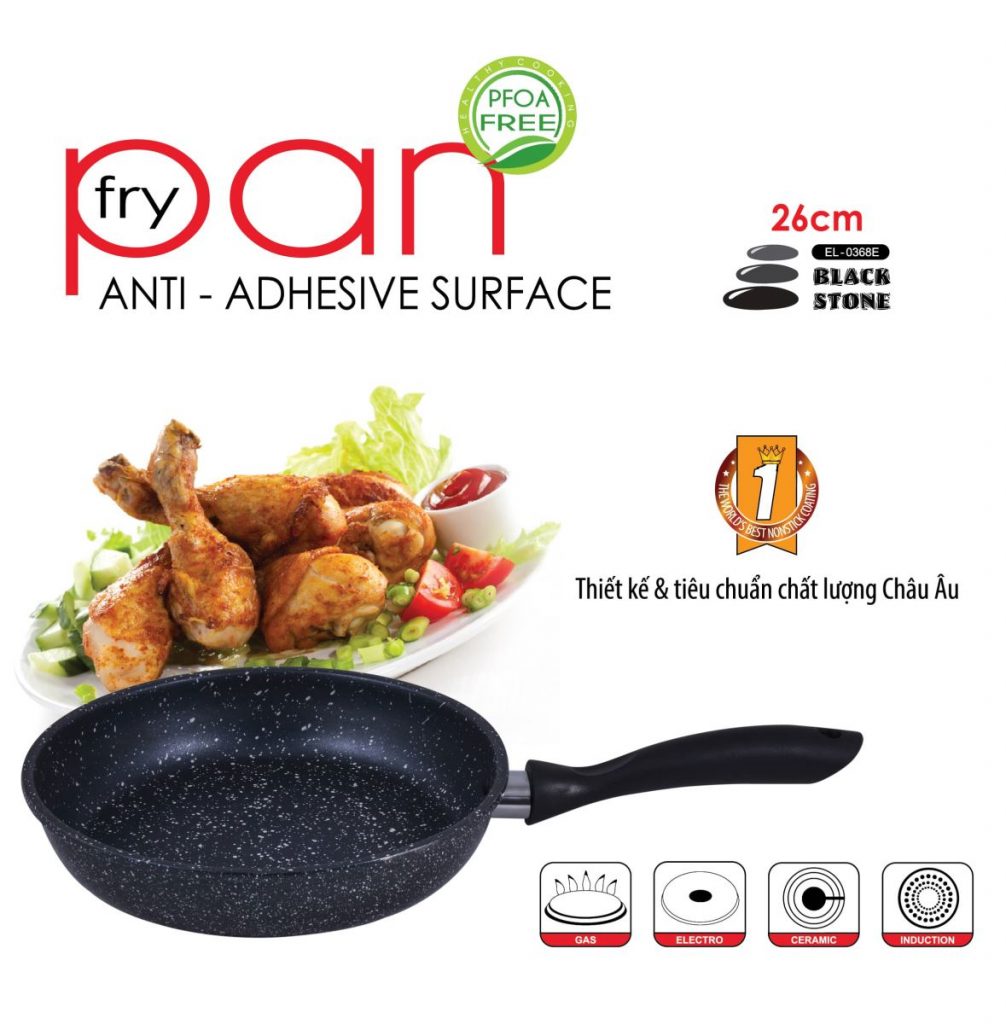 HEALTHY COOKING
PFOA
FREE
fry pan
ANTI - ADHESIVE SURFACE
26cm
EL - 0368E
BLACK
STONE
1
THE WORLD'S BEST NONSTICK COATING
Thiết kế & tiêu chuẩn chất lượng Châu Âu
GAS
ELECTRO
CERAMIC
INDUCTION